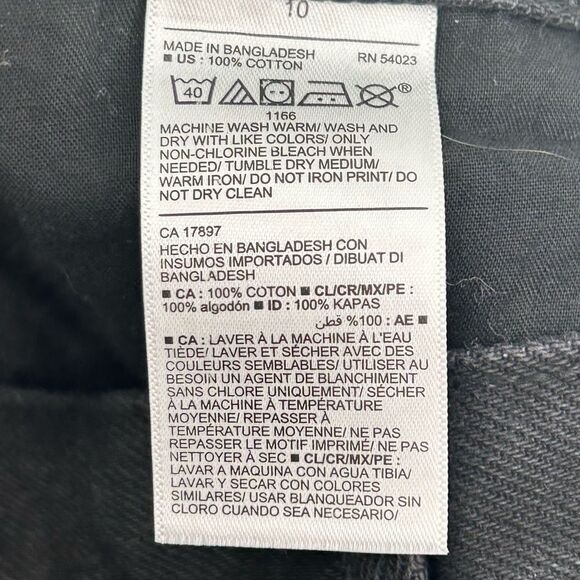 10
MADE IN BANGLADESH RN 54023
■ US : 100% COTTON
40 ®
1166
MACHINE WASH WARM/ WASH AND
DRY WITH LIKE COLORS/ ONLY
NON-CHLORINE BLEACH WHEN
NEEDED/ TUMBLE DRY MEDIUM/
WARM IRON/ DO NOT IRON PRINT/ DO
NOT DRY CLEAN
CA 17897
HECHO EN BANGLADESH CON
INSUMOS IMPORTADOS / DIBUAT DI
BANGLADESH
■ CA : 100% COTON ■ CL/CR/MX/PE :
100% algodón ■ ID : 100% KAPAS
■ AE : 100% قطن ■
■ CA : LAVER À LA MACHINE À L'EAU
TIÈDE/ LAVER ET SÉCHER AVEC DES
COULEURS SEMBLABLES/ UTILISER AU
BESOIN UN AGENT DE BLANCHIMENT
SANS CHLORE UNIQUEMENT/ SÉCHER
À LA MACHINE À TEMPÉRATURE
MOYENNE/ REPASSER À
TEMPÉRATURE MOYENNE/ NE PAS
REPASSER LE MOTIF IMPRIMÉ/ NE PAS
NETTOYER À SEC ■ CL/CR/MX/PE :
LAVAR A MAQUINA CON AGUA TIBIA/
LAVAR Y SECAR CON COLORES
SIMILARES/ USAR BLANQUEADOR SIN
CLORO CUANDO SEA NECESARIO/